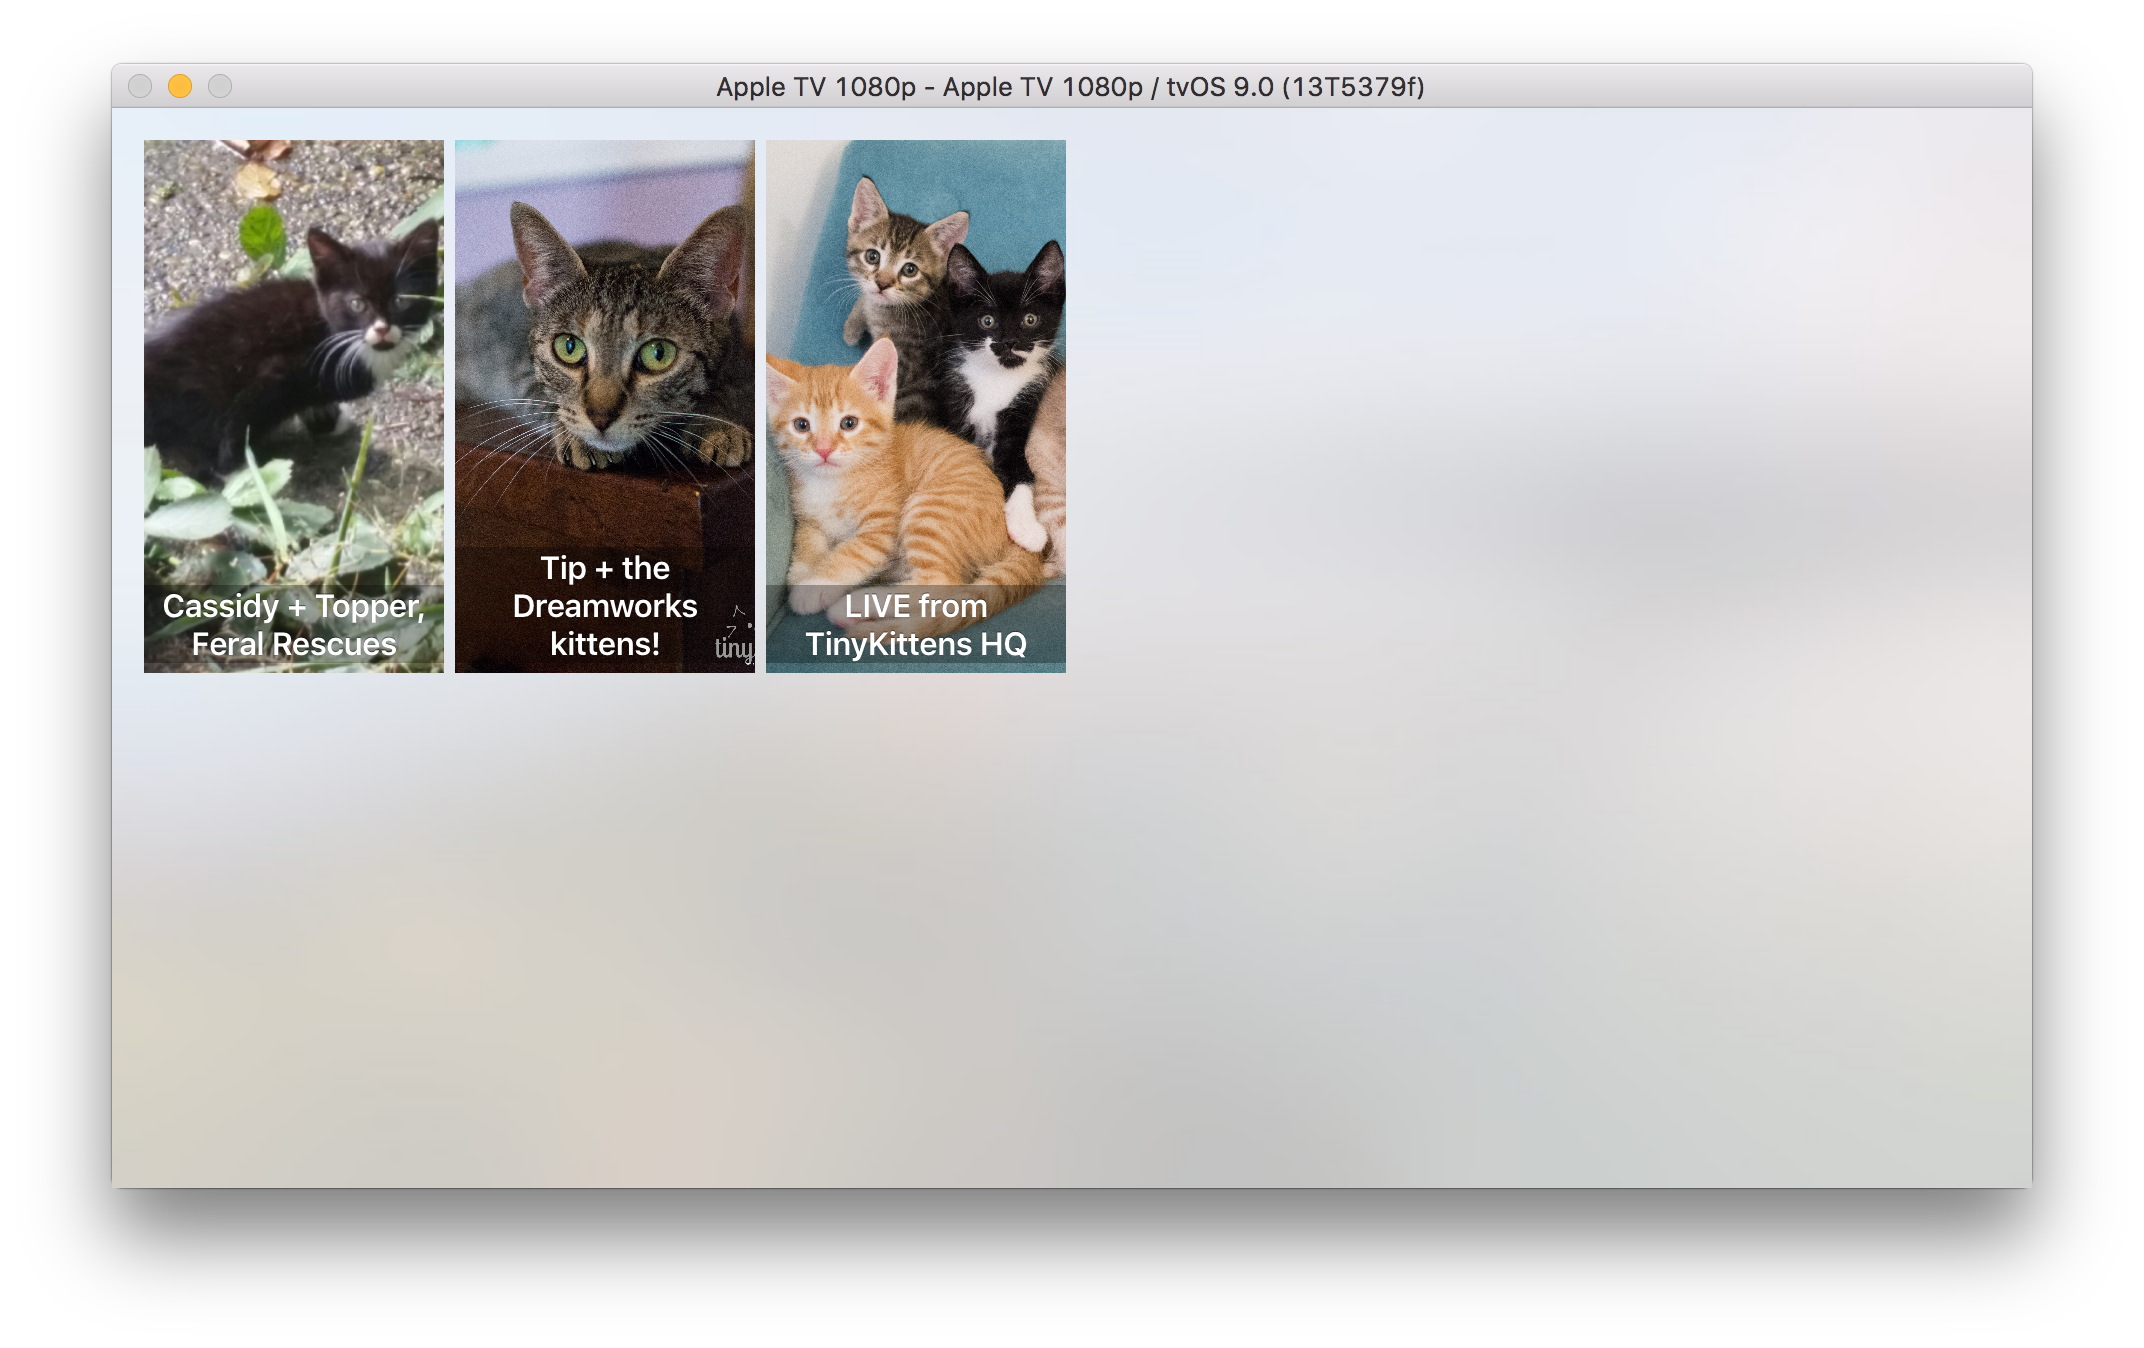 Apple TV 1080p - Apple TV 1080p / tvOS 9.0 (13T5379f)
Cassidy + Topper,
Feral Rescues
Tip + the
Dreamworks
kittens!
tiny
LIVE from
TinyKittens HQ